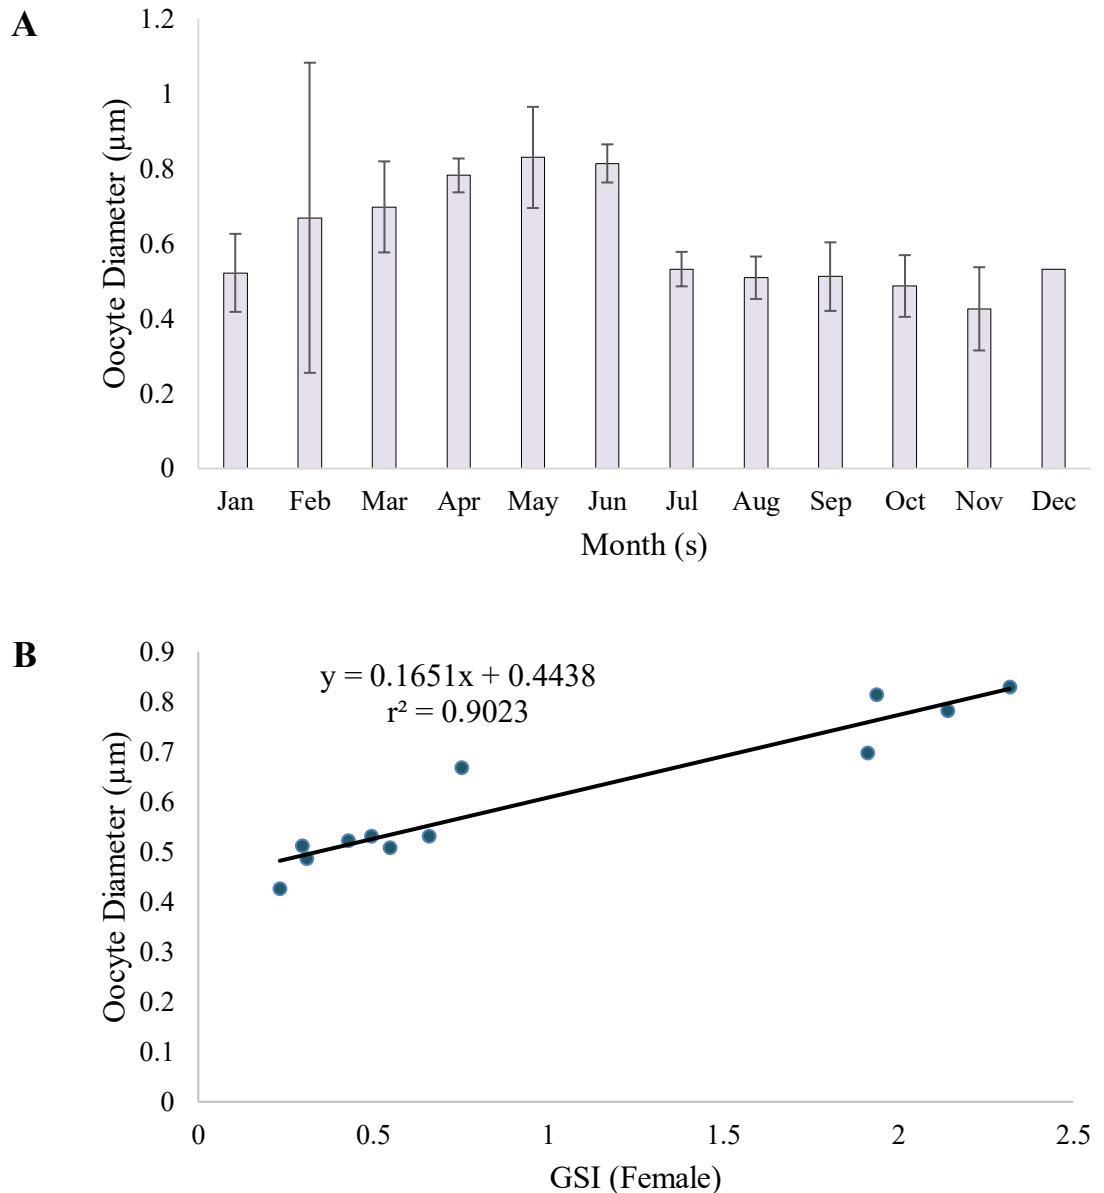 A
1.2
1
0.8
0.6
0.4
0.2
0
Oocyte Diameter (µm)
Jan Feb Mar Apr May Jun Jul Aug Sep Oct Nov Dec
Month (s)
B
0.9
0.8
0.7
0.6
0.5
0.4
0.3
0.2
0.1
0
Oocyte Diameter (µm)
y = 0.1651x + 0.4438
r² = 0.9023
0 0.5 1 1.5 2 2.5
GSI (Female)